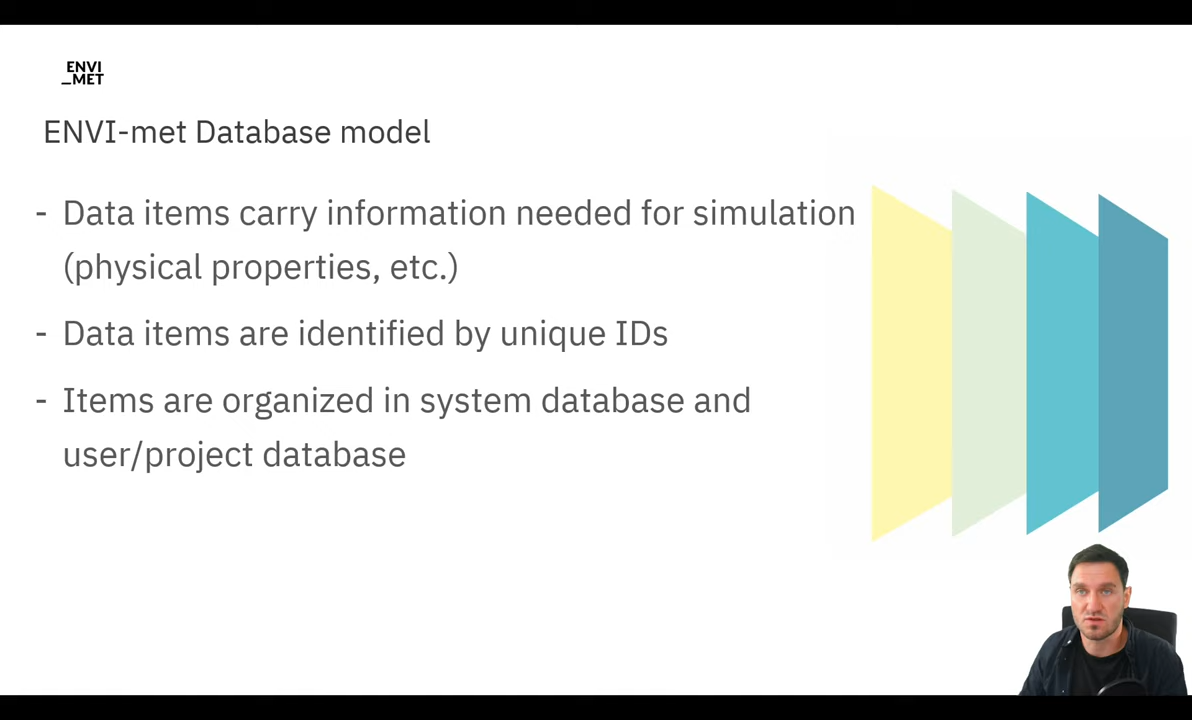 ENVI
_MET
ENVI-met Database model
- Data items carry information needed for simulation
(physical properties, etc.)
- Data items are identified by unique IDs
- Items are organized in system database and
user/project database